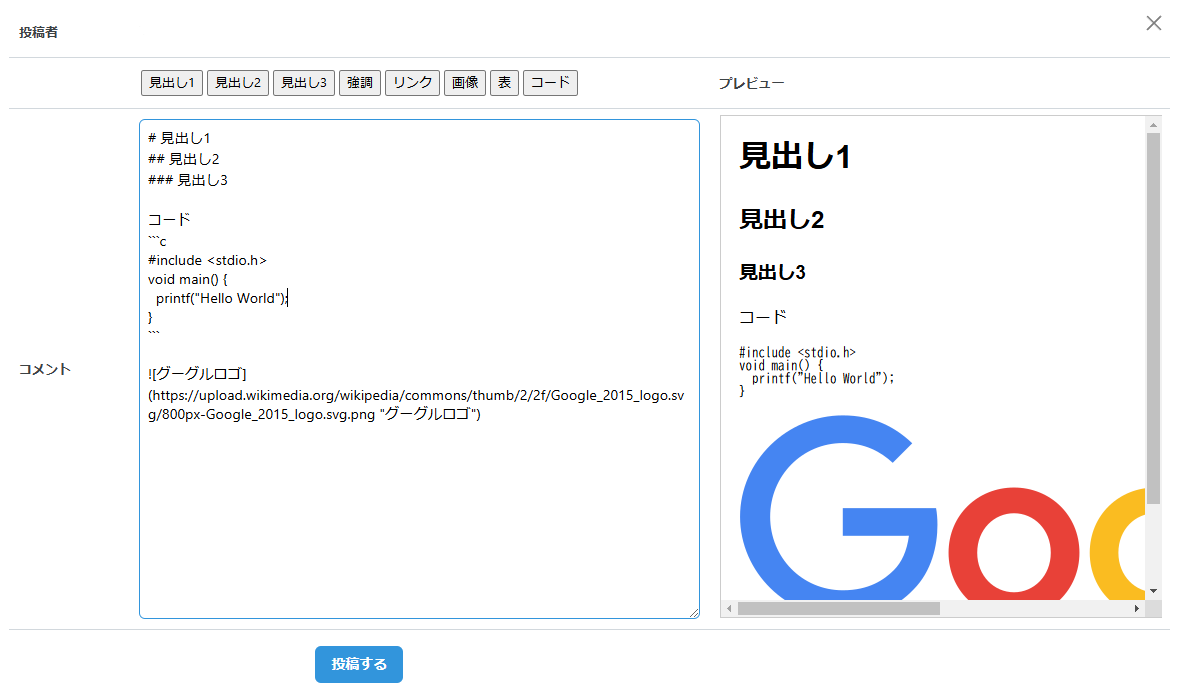 投稿者
見出し1 見出し2 見出し3 強調 リンク 画像 表 コード
プレビュー
コメント
# 見出し1
## 見出し2
### 見出し3
コード
```c
#include <stdio.h>
void main() {
  printf("Hello World");
}
```
![グーグルロゴ]
(https://upload.wikimedia.org/wikipedia/commons/thumb/2/2f/Google_2015_logo.sv
g/800px-Google_2015_logo.svg.png "グーグルロゴ")
見出し1
見出し2
見出し3
コード
#include <stdio.h>
void main() {
  printf("Hello World");
}
Goo
投稿する